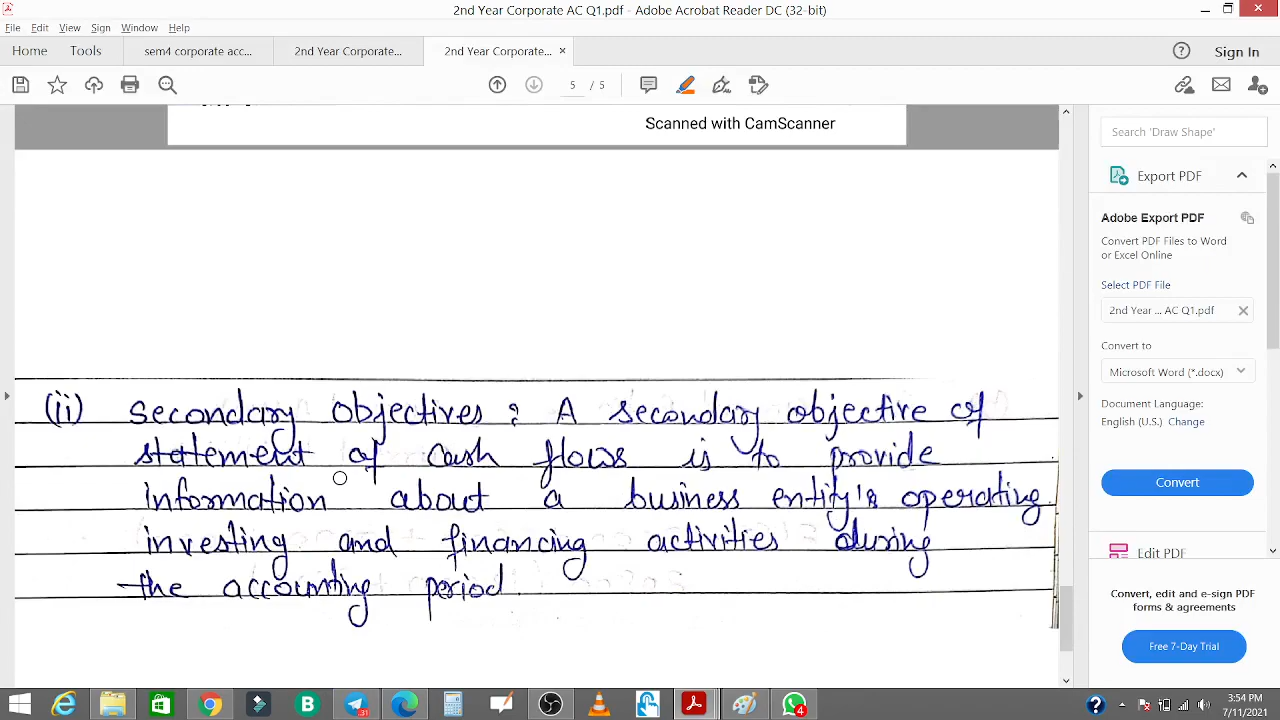 2nd Year Corporate AC Q1.pdf - Adobe Acrobat Reader DC (32-bit)
File Edit View Sign Window Help
Home Tools sem4 corporate acc... 2nd Year Corporate... 2nd Year Corporate... × Sign In
5 / 5
Scanned with CamScanner
Search 'Draw Shape'
Export PDF
Adobe Export PDF
Convert PDF Files to Word
or Excel Online
Select PDF File
2nd Year ... AC Q1.pdf
Convert to
Microsoft Word (*.docx)
Document Language:
English (U.S.) Change
Convert
Edit PDF
Convert, edit and e-sign PDF
forms & agreements
Free 7-Day Trial
(ii) Secondary objectives : A secondary objective of
statement of cash flows is to provide
information about a business entity's operating
investing and financing activities during
the accounting period.
31
4
3:54 PM
7/11/2021